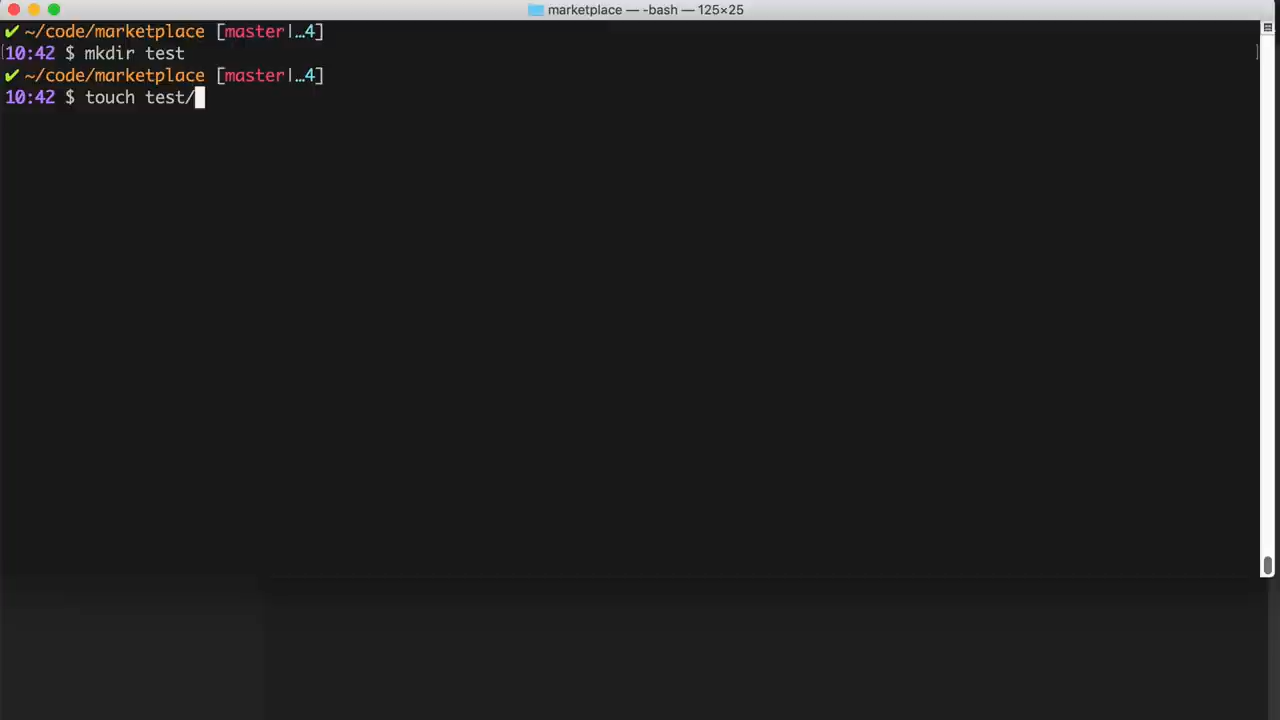 marketplace — -bash — 125×25
✔ ~/code/marketplace [master|…4]
10:42 $ mkdir test
✔ ~/code/marketplace [master|…4]
10:42 $ touch test/